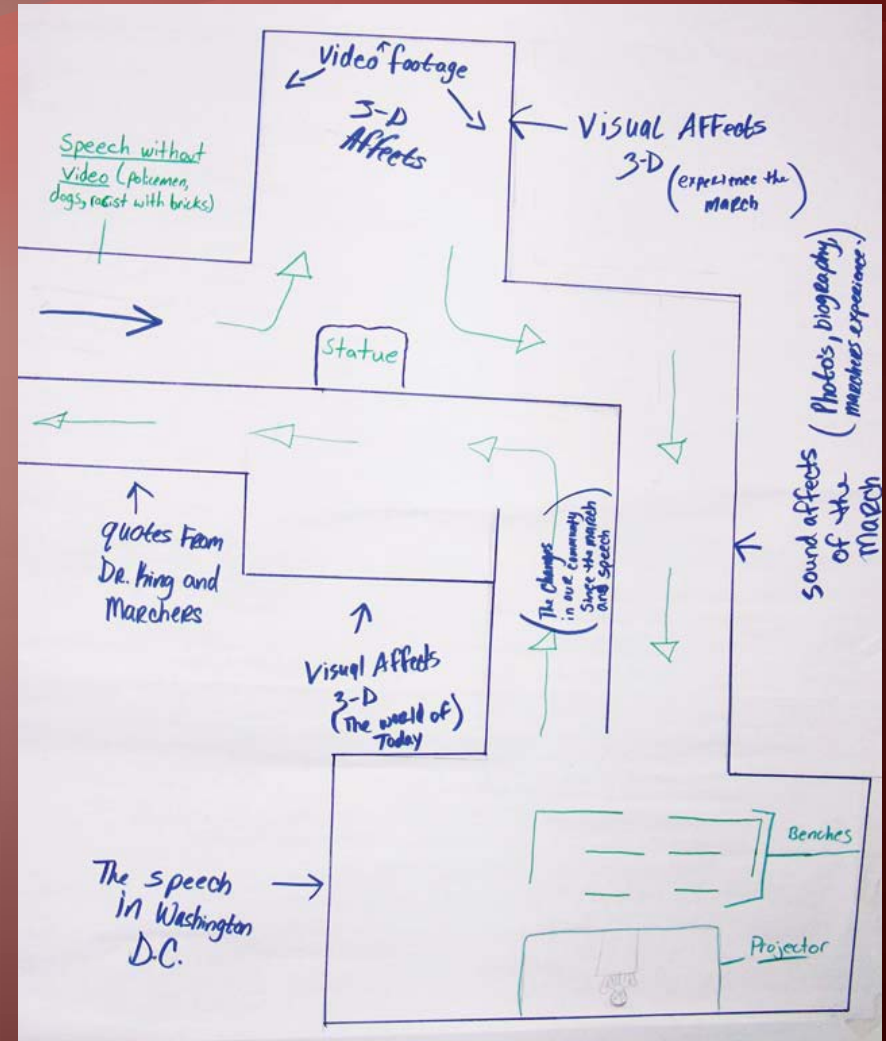 Video footage
3-D
Affects
Speech without
Video (policemen,
dogs, racist with bricks)
Visual Affects
3-D
(experience the
march)
Statue
sound affects
of the
March
(Photo's, biography,
marchers experience.)
quotes From
Dr. King and
Marchers
The Changes
in our community
Since the march
and speech
Visual Affects
3-D
(The world of)
Today
The speech
in Washington
D.C.
Benches
Projector